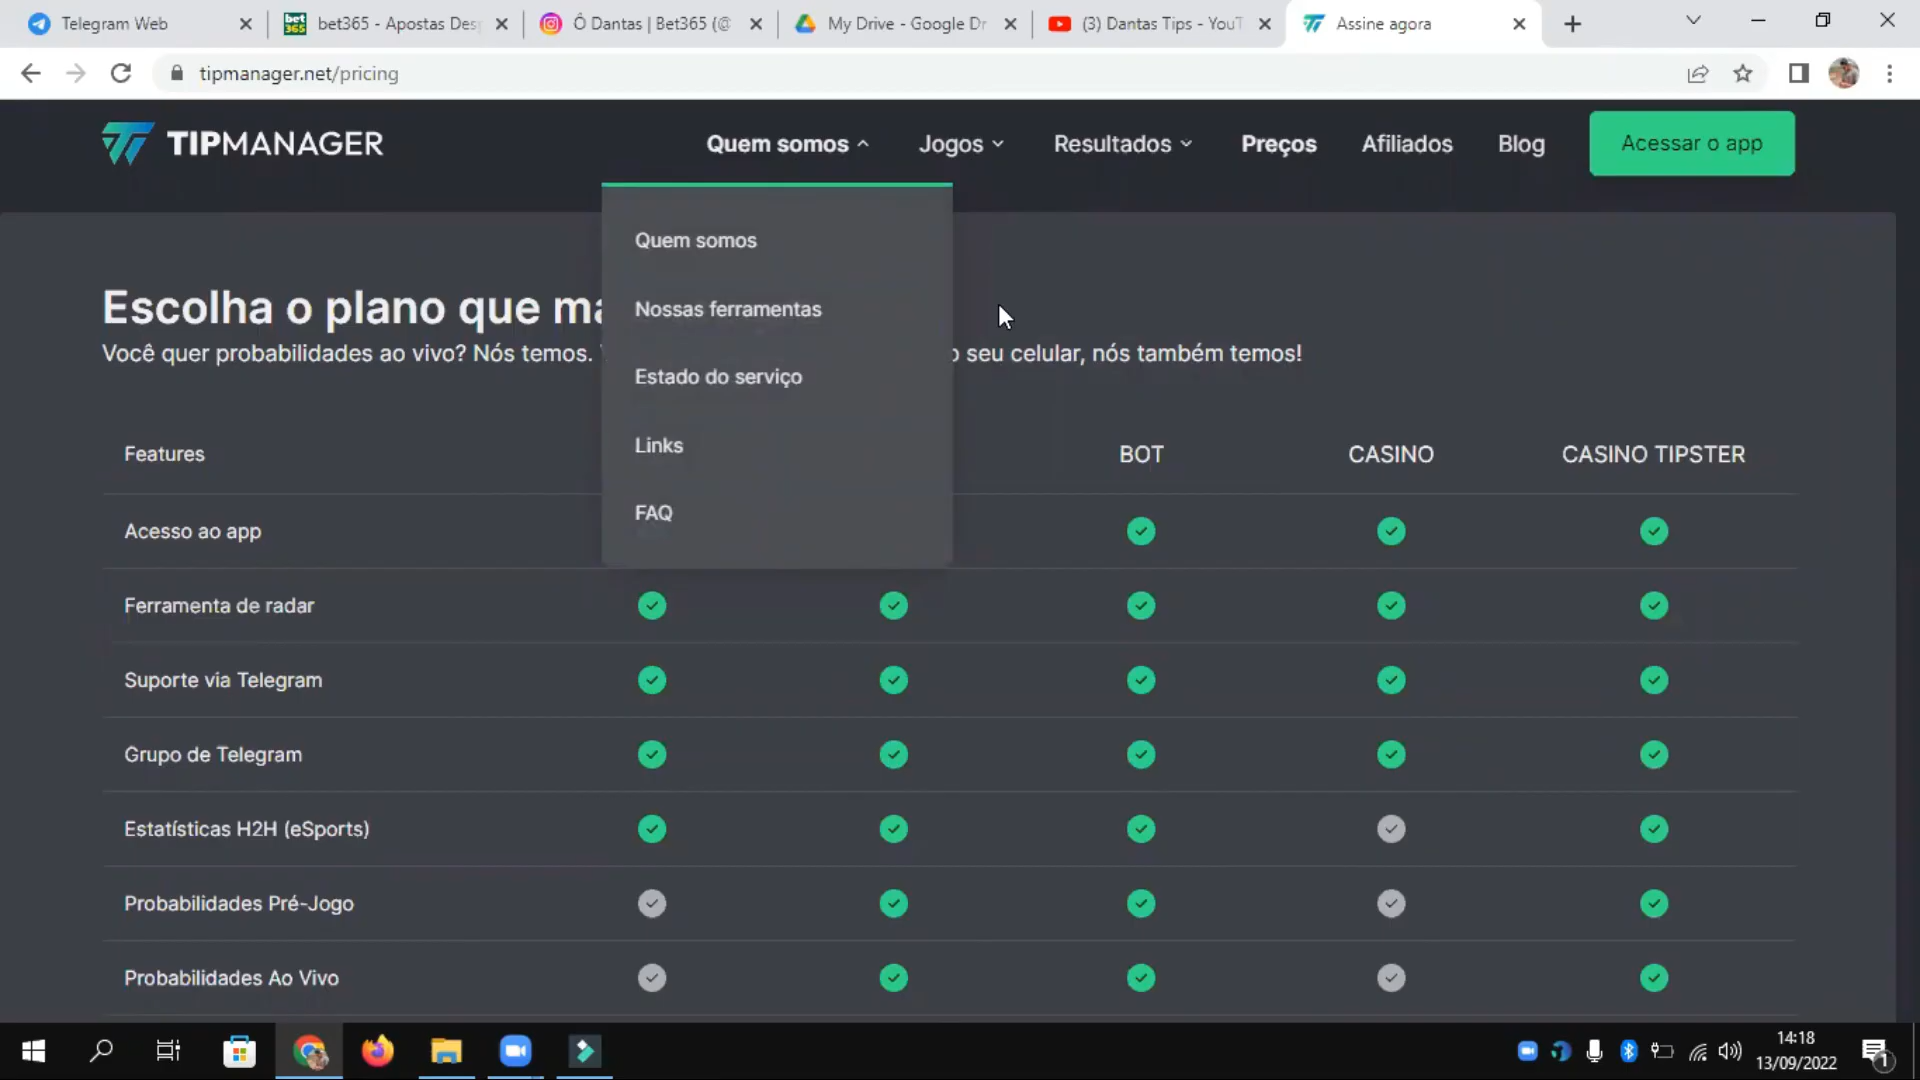 Telegram Web
bet365 - Apostas Desp
Ô Dantas | Bet365 (@
My Drive - Google Dr
(3) Dantas Tips - YouT
Assine agora
tipmanager.net/pricing
TIPMANAGER
Quem somos
Jogos
Resultados
Preços
Afiliados
Blog
Acessar o app
Quem somos
Nossas ferramentas
Estado do serviço
Links
FAQ
Escolha o plano que
Você quer probabilidades ao vivo? Nós temos.
seu celular, nós também temos!
Features
BOT
CASINO
CASINO TIPSTER
Acesso ao app
Ferramenta de radar
Suporte via Telegram
Grupo de Telegram
Estatísticas H2H (eSports)
Probabilidades Pré-Jogo
Probabilidades Ao Vivo
14:18
13/09/2022
1